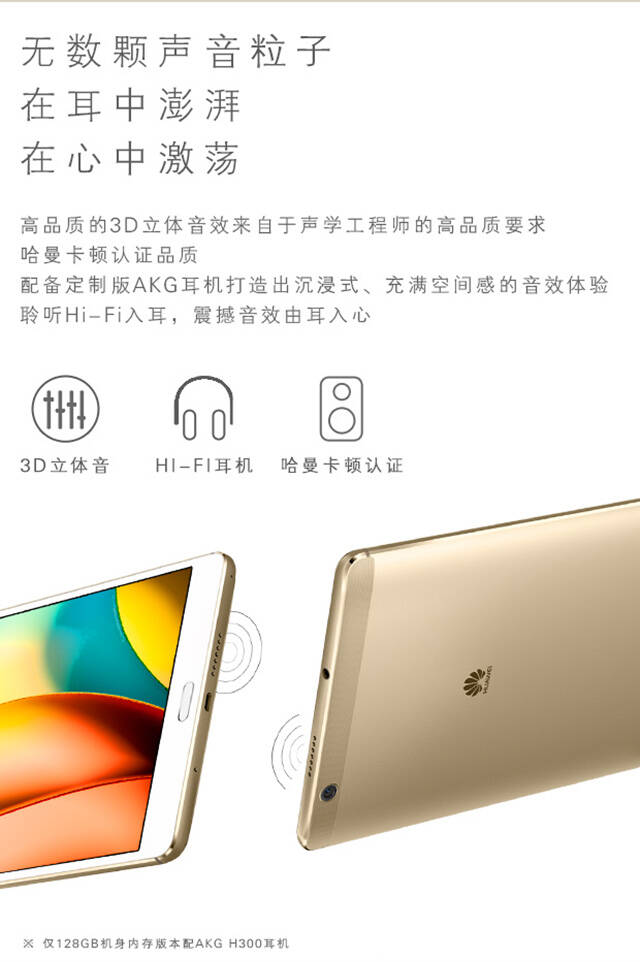 无数颗声音粒子
在耳中澎湃
在心中激荡
高品质的3D立体音效来自于声学工程师的高品质要求
哈曼卡顿认证品质
配备定制版AKG耳机打造出沉浸式、充满空间感的音效体验
聆听Hi-Fi入耳，震撼音效由耳入心
3D立体音 HI-FI耳机 哈曼卡顿认证
HUAWEI
※ 仅128GB机身内存版本配AKG H300耳机